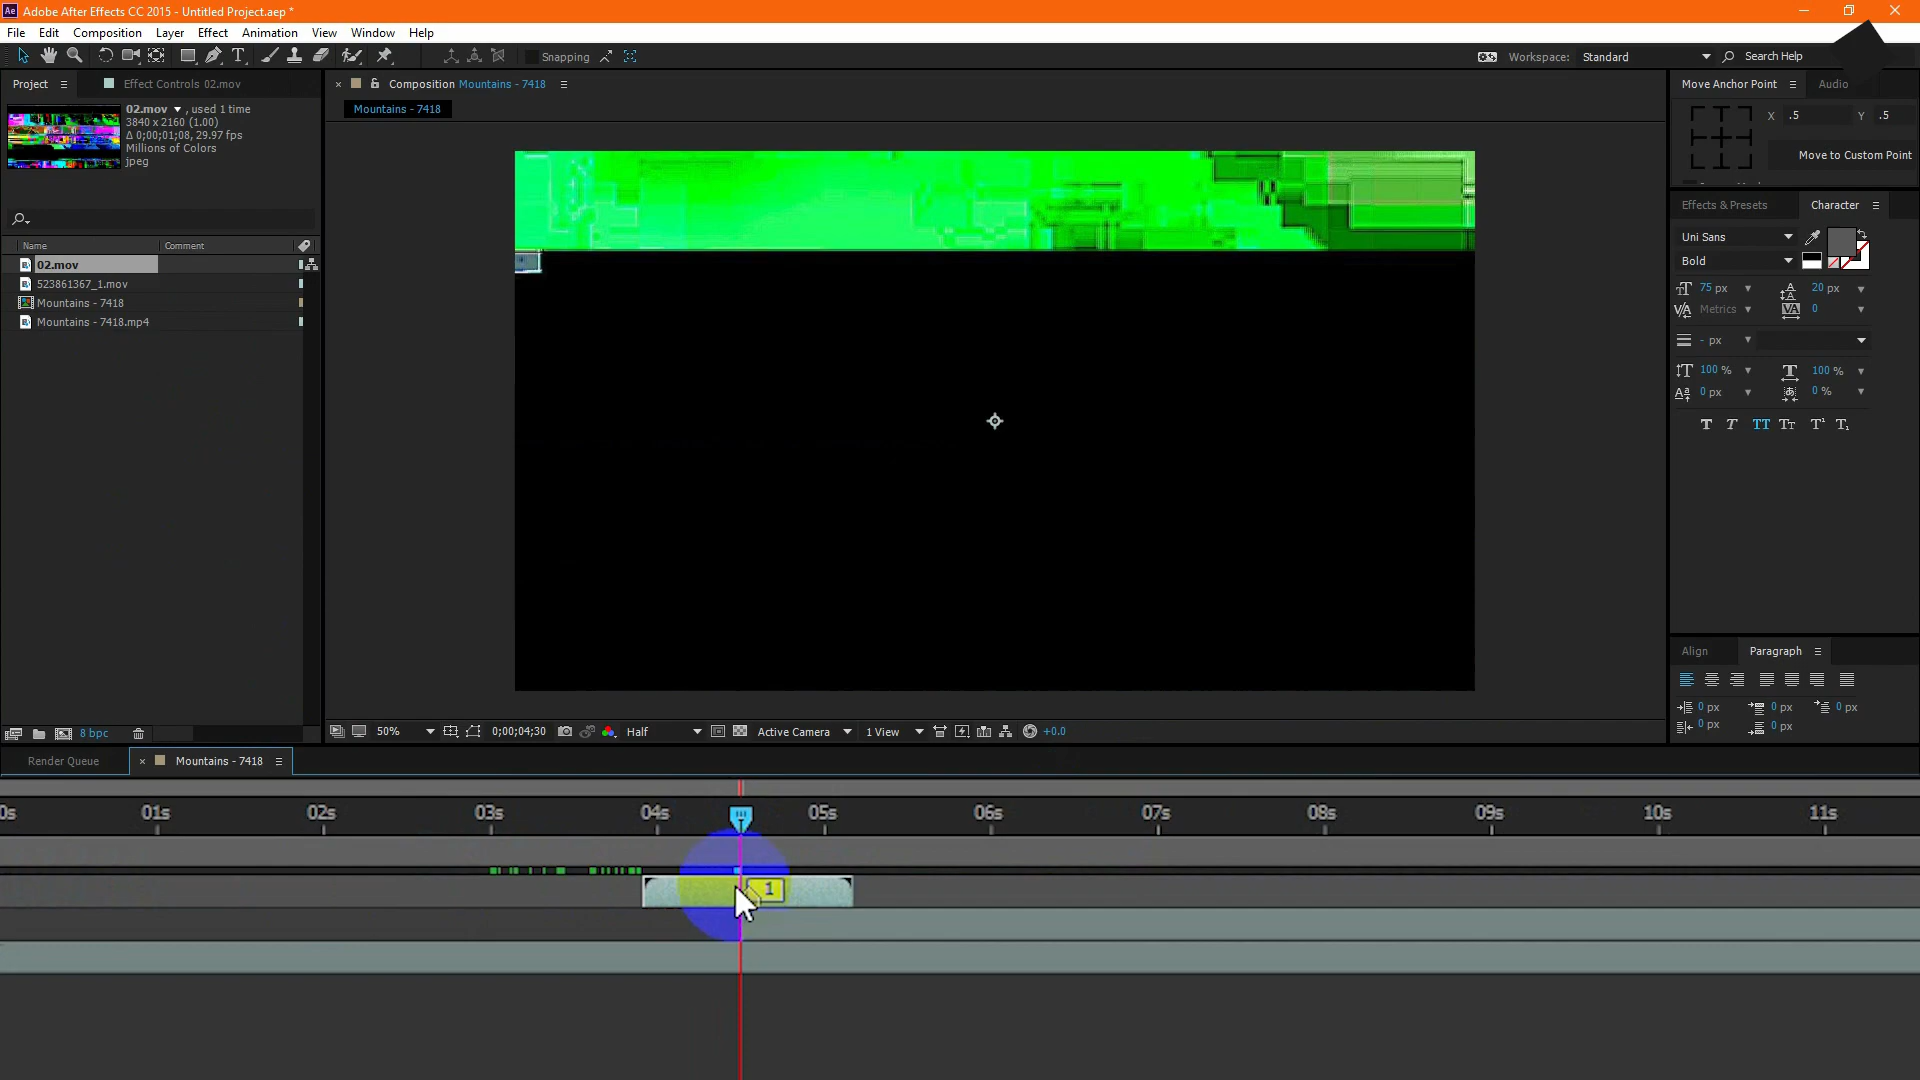 Ae Adobe After Effects CC 2015 - Untitled Project.aep *
File Edit Composition Layer Effect Animation View Window Help
Snapping
Workspace: Standard
Search Help
Project
Effect Controls 02.mov
Composition Mountains - 7418
Mountains - 7418
02.mov , used 1 time
3840 x 2160 (1.00)
Δ 0;00;01;08, 29.97 fps
Millions of Colors
jpeg
Name Comment
02.mov
523861367_1.mov
Mountains - 7418
Mountains - 7418.mp4
8 bpc
50%
0;00;04;30
Half
Active Camera
1 View
+0.0
Move Anchor Point Audio
X .5 Y .5
Move to Custom Point
Effects & Presets Character
Uni Sans
Bold
75 px 20 px
Metrics 0
- px
100 % 100 %
0 px 0 %
T T TT Tт T¹ T₁
Align Paragraph
0 px 0 px 0 px
0 px 0 px
Render Queue
Mountains - 7418
0s 01s 02s 03s 04s 05s 06s 07s 08s 09s 10s 11s
1